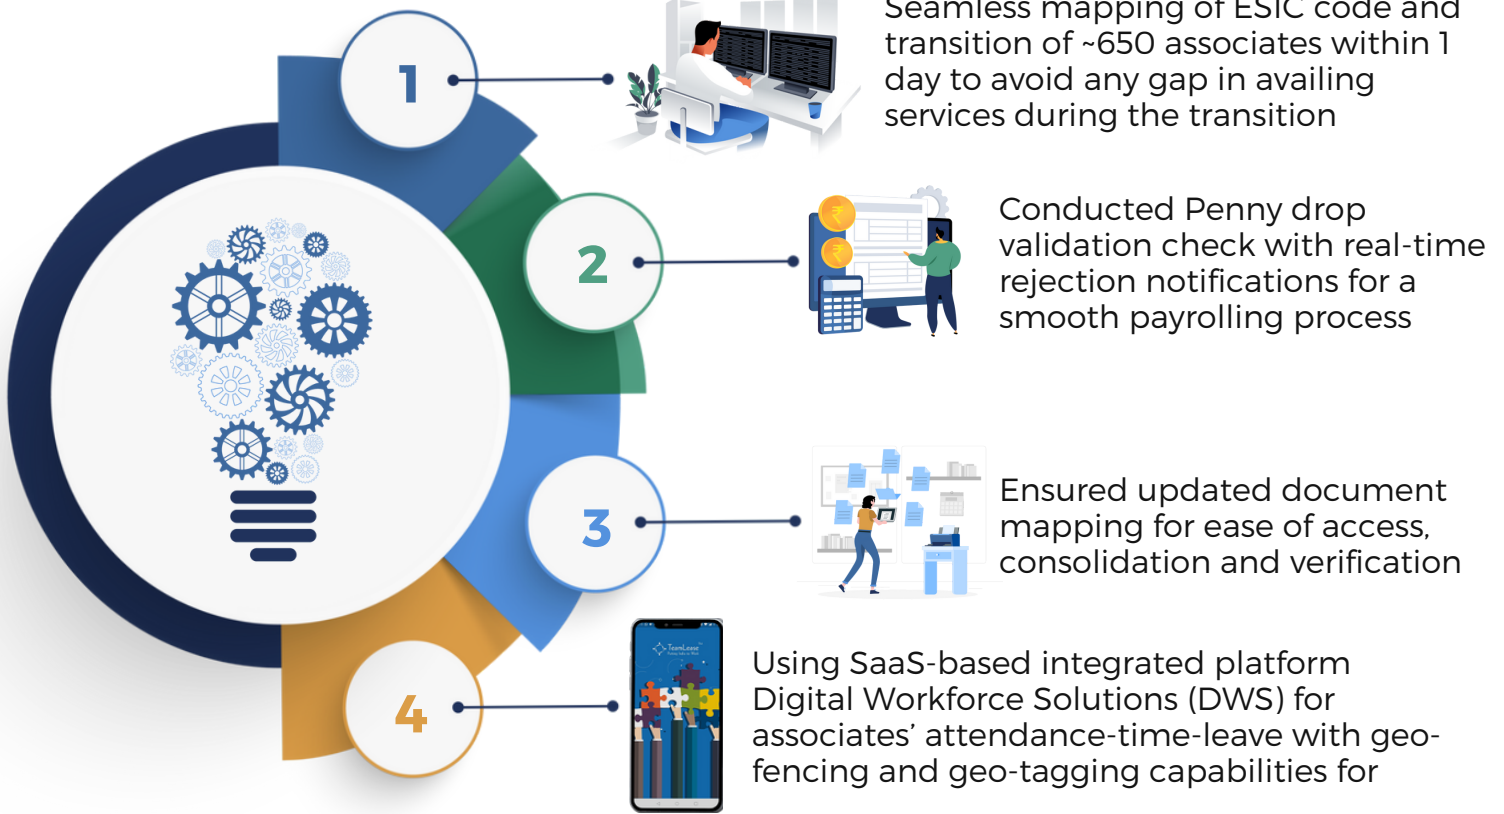 1
Seamless mapping of ESIC code and
transition of ~650 associates within 1
day to avoid any gap in availing
services during the transition
2
Conducted Penny drop
validation check with real-time
rejection notifications for a
smooth payrolling process
3
Ensured updated document
mapping for ease of access,
consolidation and verification
4
TeamLease
Using SaaS-based integrated platform
Digital Workforce Solutions (DWS) for
associates’ attendance-time-leave with geo-
fencing and geo-tagging capabilities for